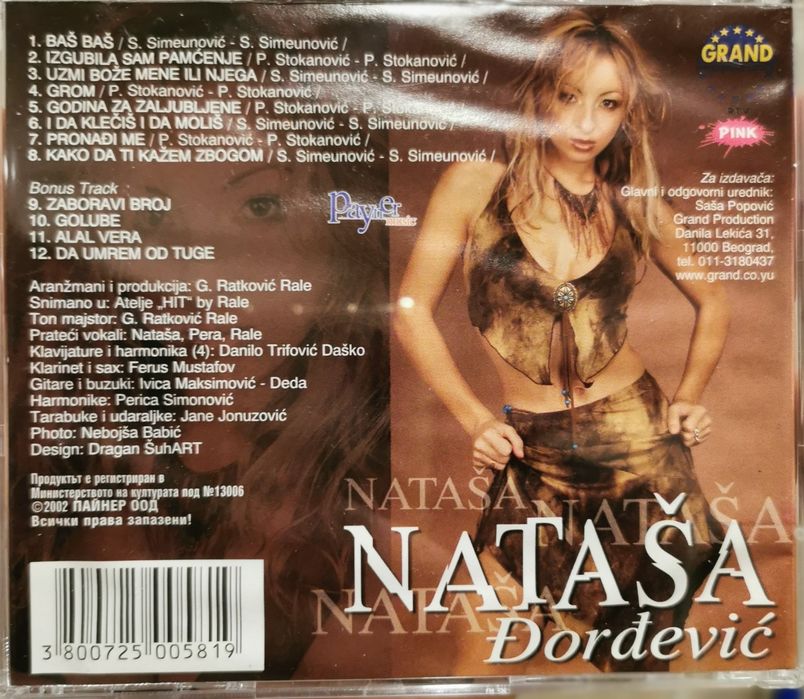 1. BAŠ BAŠ / S. Simeunović - S. Simeunović /
2. IZGUBILA SAM PAMĆENJE / P. Stokanović - P. Stokanović /
3. UZMI BOŽE MENE ILI NJEGA / S. Simeunović - S. Simeunović /
4. GROM / P. Stokanović - P. Stokanović /
5. GODINA ZA ZALJUBLJENE / P. Stokanović - P. Stokanović /
6. I DA KLEČIŠ I DA MOLIŠ / S. Simeunović - S. Simeunović /
7. PRONAĐI ME / P. Stokanović - P. Stokanović /
8. KAKO DA TI KAŽEM ZBOGOM / S. Simeunović - S. Simeunović /
Bonus Track :
9. ZABORAVI BROJ
10. GOLUBE
11. ALAL VERA
12. DA UMREM OD TUGE
Payner
music
Aranžmani i produkcija: G. Ratković Rale
Snimano u: Atelje „HIT" by Rale
Ton majstor: G. Ratković Rale
Prateći vokali: Nataša, Pera, Rale
Klavijature i harmonika (4): Danilo Trifović Daško
Klarinet i sax: Ferus Mustafov
Gitare i buzuki: Ivica Maksimović - Deda
Harmonike: Perica Simonović
Tarabuke i udaraljke: Jane Jonuzović
Photo: Nebojša Babić
Design: Dragan ŠuhART
Продуктът е регистриран в
Министерството на културата под №13006
©2002 ПАЙНЕР ООД
Всички права запазени!
3 800725 005819
GRAND
RTV
PINK
Za izdavača:
Glavni i odgovorni urednik:
Saša Popović
Grand Production
Danila Lekića 31,
11000 Beograd,
tel. 011-3180437
www.grand.co.yu
NATAŠA
NATAŠA
NATAŠA
NATAŠA
Đorđević